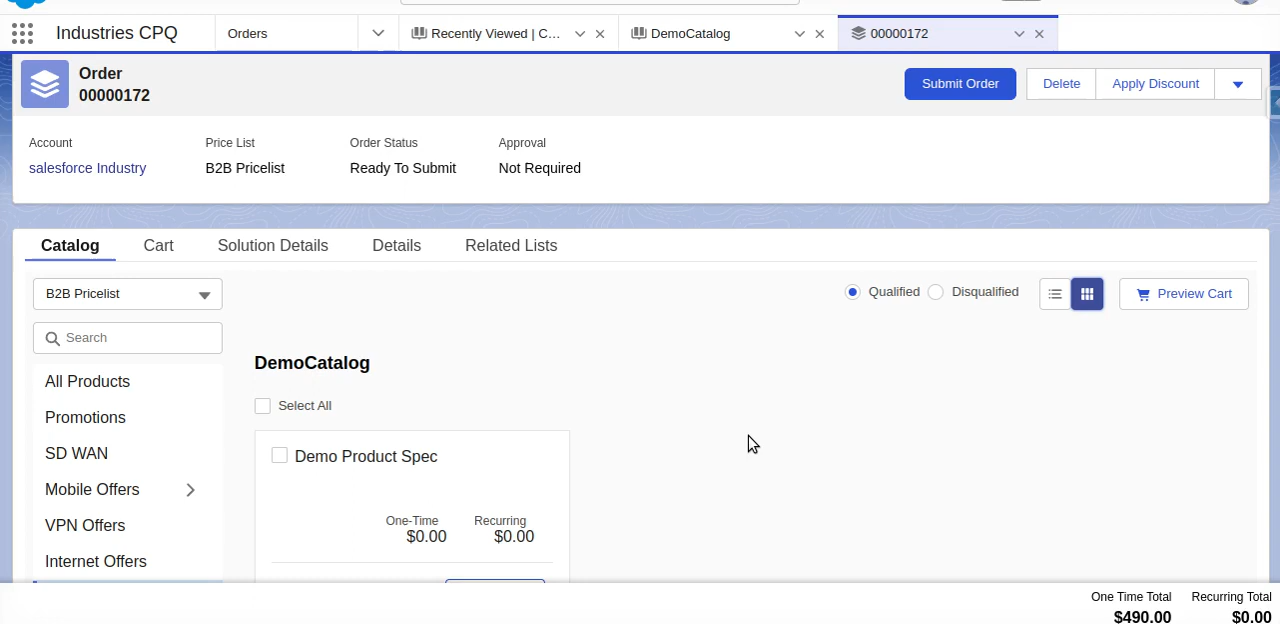 Industries CPQ
Orders
Recently Viewed | C...
DemoCatalog
00000172
Order
00000172
Submit Order
Delete
Apply Discount
Account
Price List
Order Status
Approval
salesforce Industry
B2B Pricelist
Ready To Submit
Not Required
Catalog
Cart
Solution Details
Details
Related Lists
B2B Pricelist
Qualified
Disqualified
Preview Cart
Search
DemoCatalog
All Products
Select All
Promotions
SD WAN
Demo Product Spec
Mobile Offers
VPN Offers
One-Time
Recurring
$0.00
$0.00
Internet Offers
One Time Total
Recurring Total
$490.00
$0.00